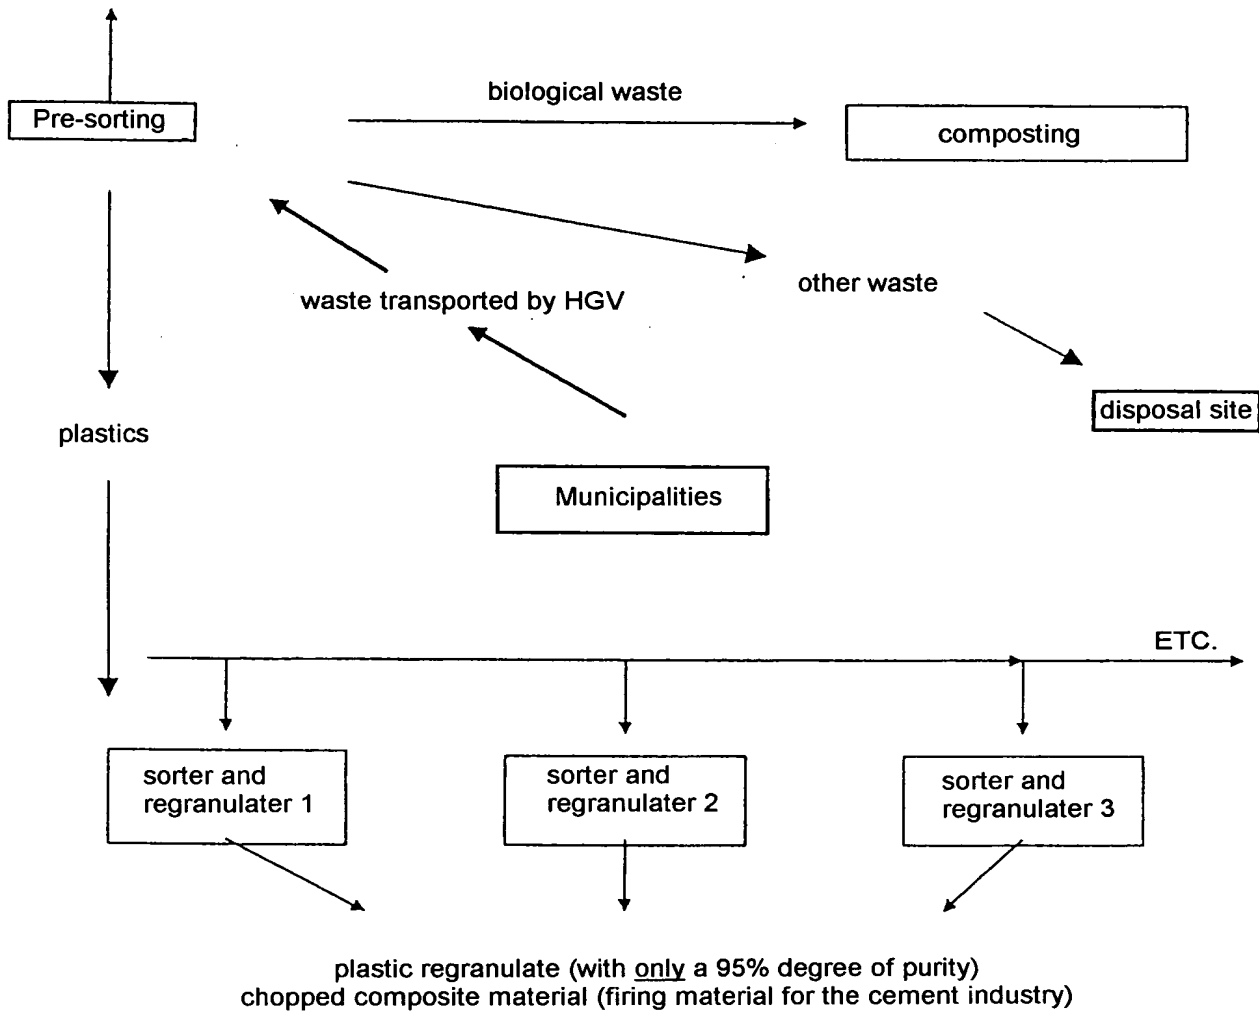 biological waste
Pre-sorting
composting
waste transported by HGV
other waste
disposal site
plastics
Municipalities
ETC.
sorter and
regranulater 1
sorter and
regranulater 2
sorter and
regranulater 3
plastic regranulate (with only a 95% degree of purity)
chopped composite material (firing material for the cement industry)